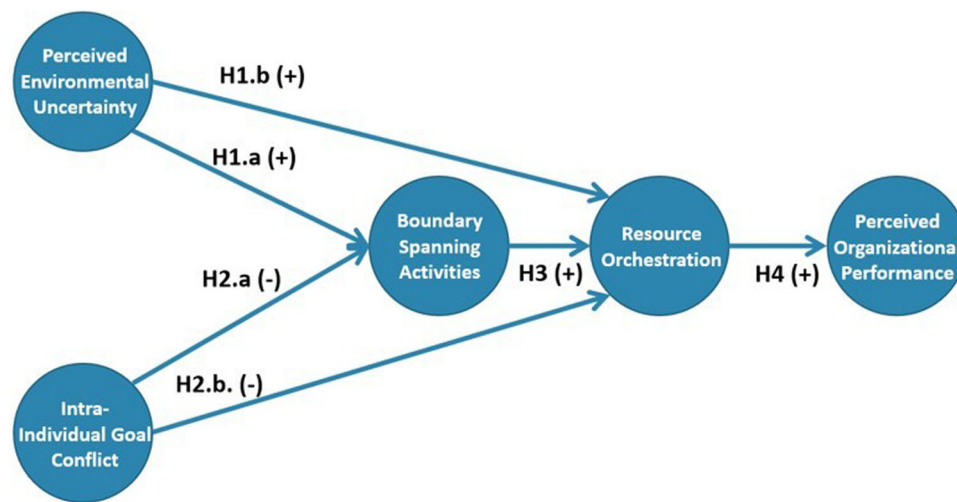 Perceived
Environmental
Uncertainty
H1.b (+)
H1.a (+)
Boundary
Spanning
Activities
H3 (+)
Resource
Orchestration
H4 (+)
Perceived
Organizational
Performance
H2.a (-)
H2.b. (-)
Intra-
Individual Goal
Conflict